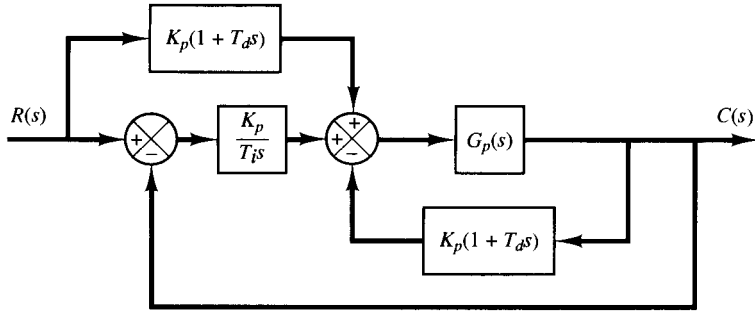 K_p(1 + T_d s)
R(s)
C(s)
+
+
+
K_p
T_i s
G_p(s)
−
−
K_p(1 + T_d s)